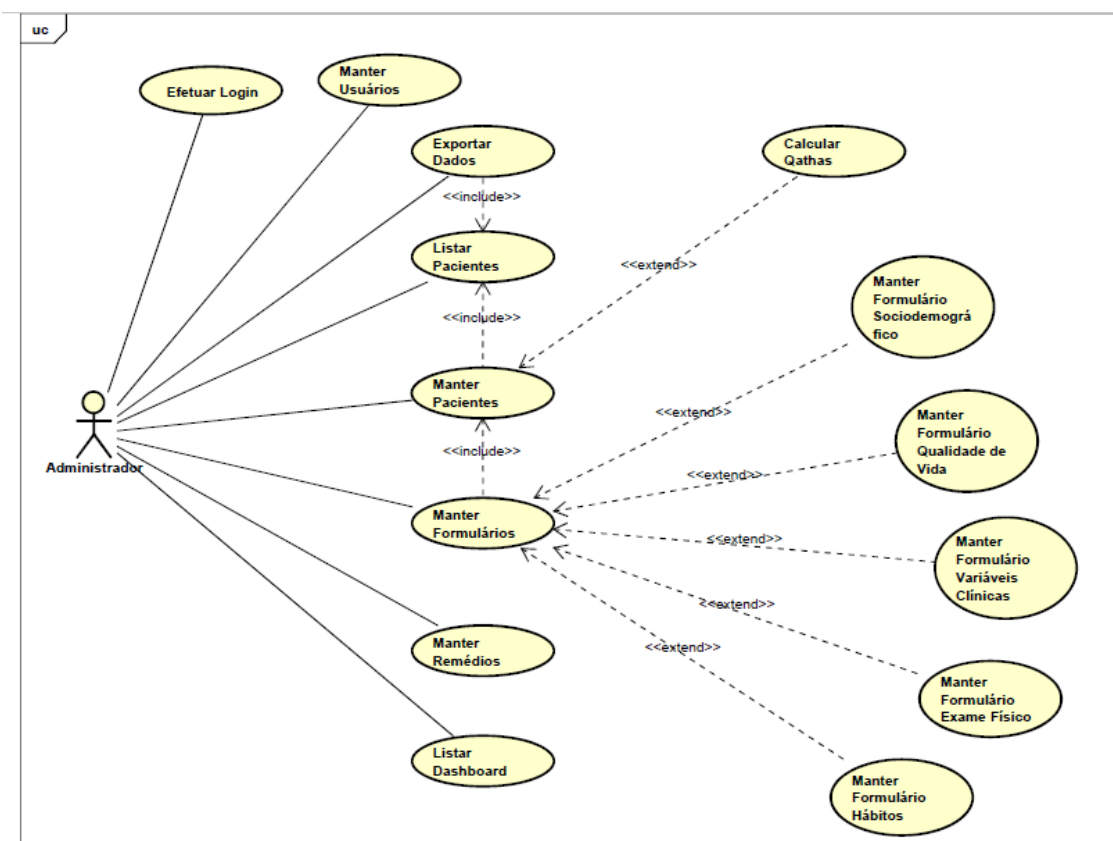 uc
Efetuar Login
Manter
Usuários
Exportar
Dados
Calcular
Qathas
<<include>>
Listar
Pacientes
<<extend>>
Manter
Formulário
Sociodemográ
fico
<<include>>
Manter
Pacientes
<<extend>>
Manter
Formulário
Qualidade de
Vida
<<include>>
Administrador
<<extend>>
Manter
Formulários
<<extend>>
Manter
Formulário
Variáveis
Clínicas
<<extend>>
Manter
Remédios
<<extend>>
Manter
Formulário
Exame Físico
Listar
Dashboard
Manter
Formulário
Hábitos